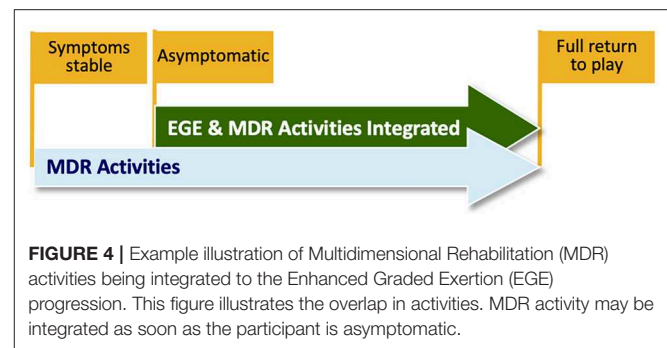 Symptoms
stable
Asymptomatic
Full return
to play
EGE & MDR Activities Integrated
MDR Activities
FIGURE 4 | Example illustration of Multidimensional Rehabilitation (MDR)
activities being integrated to the Enhanced Graded Exertion (EGE)
progression. This figure illustrates the overlap in activities. MDR activity may be
integrated as soon as the participant is asymptomatic.